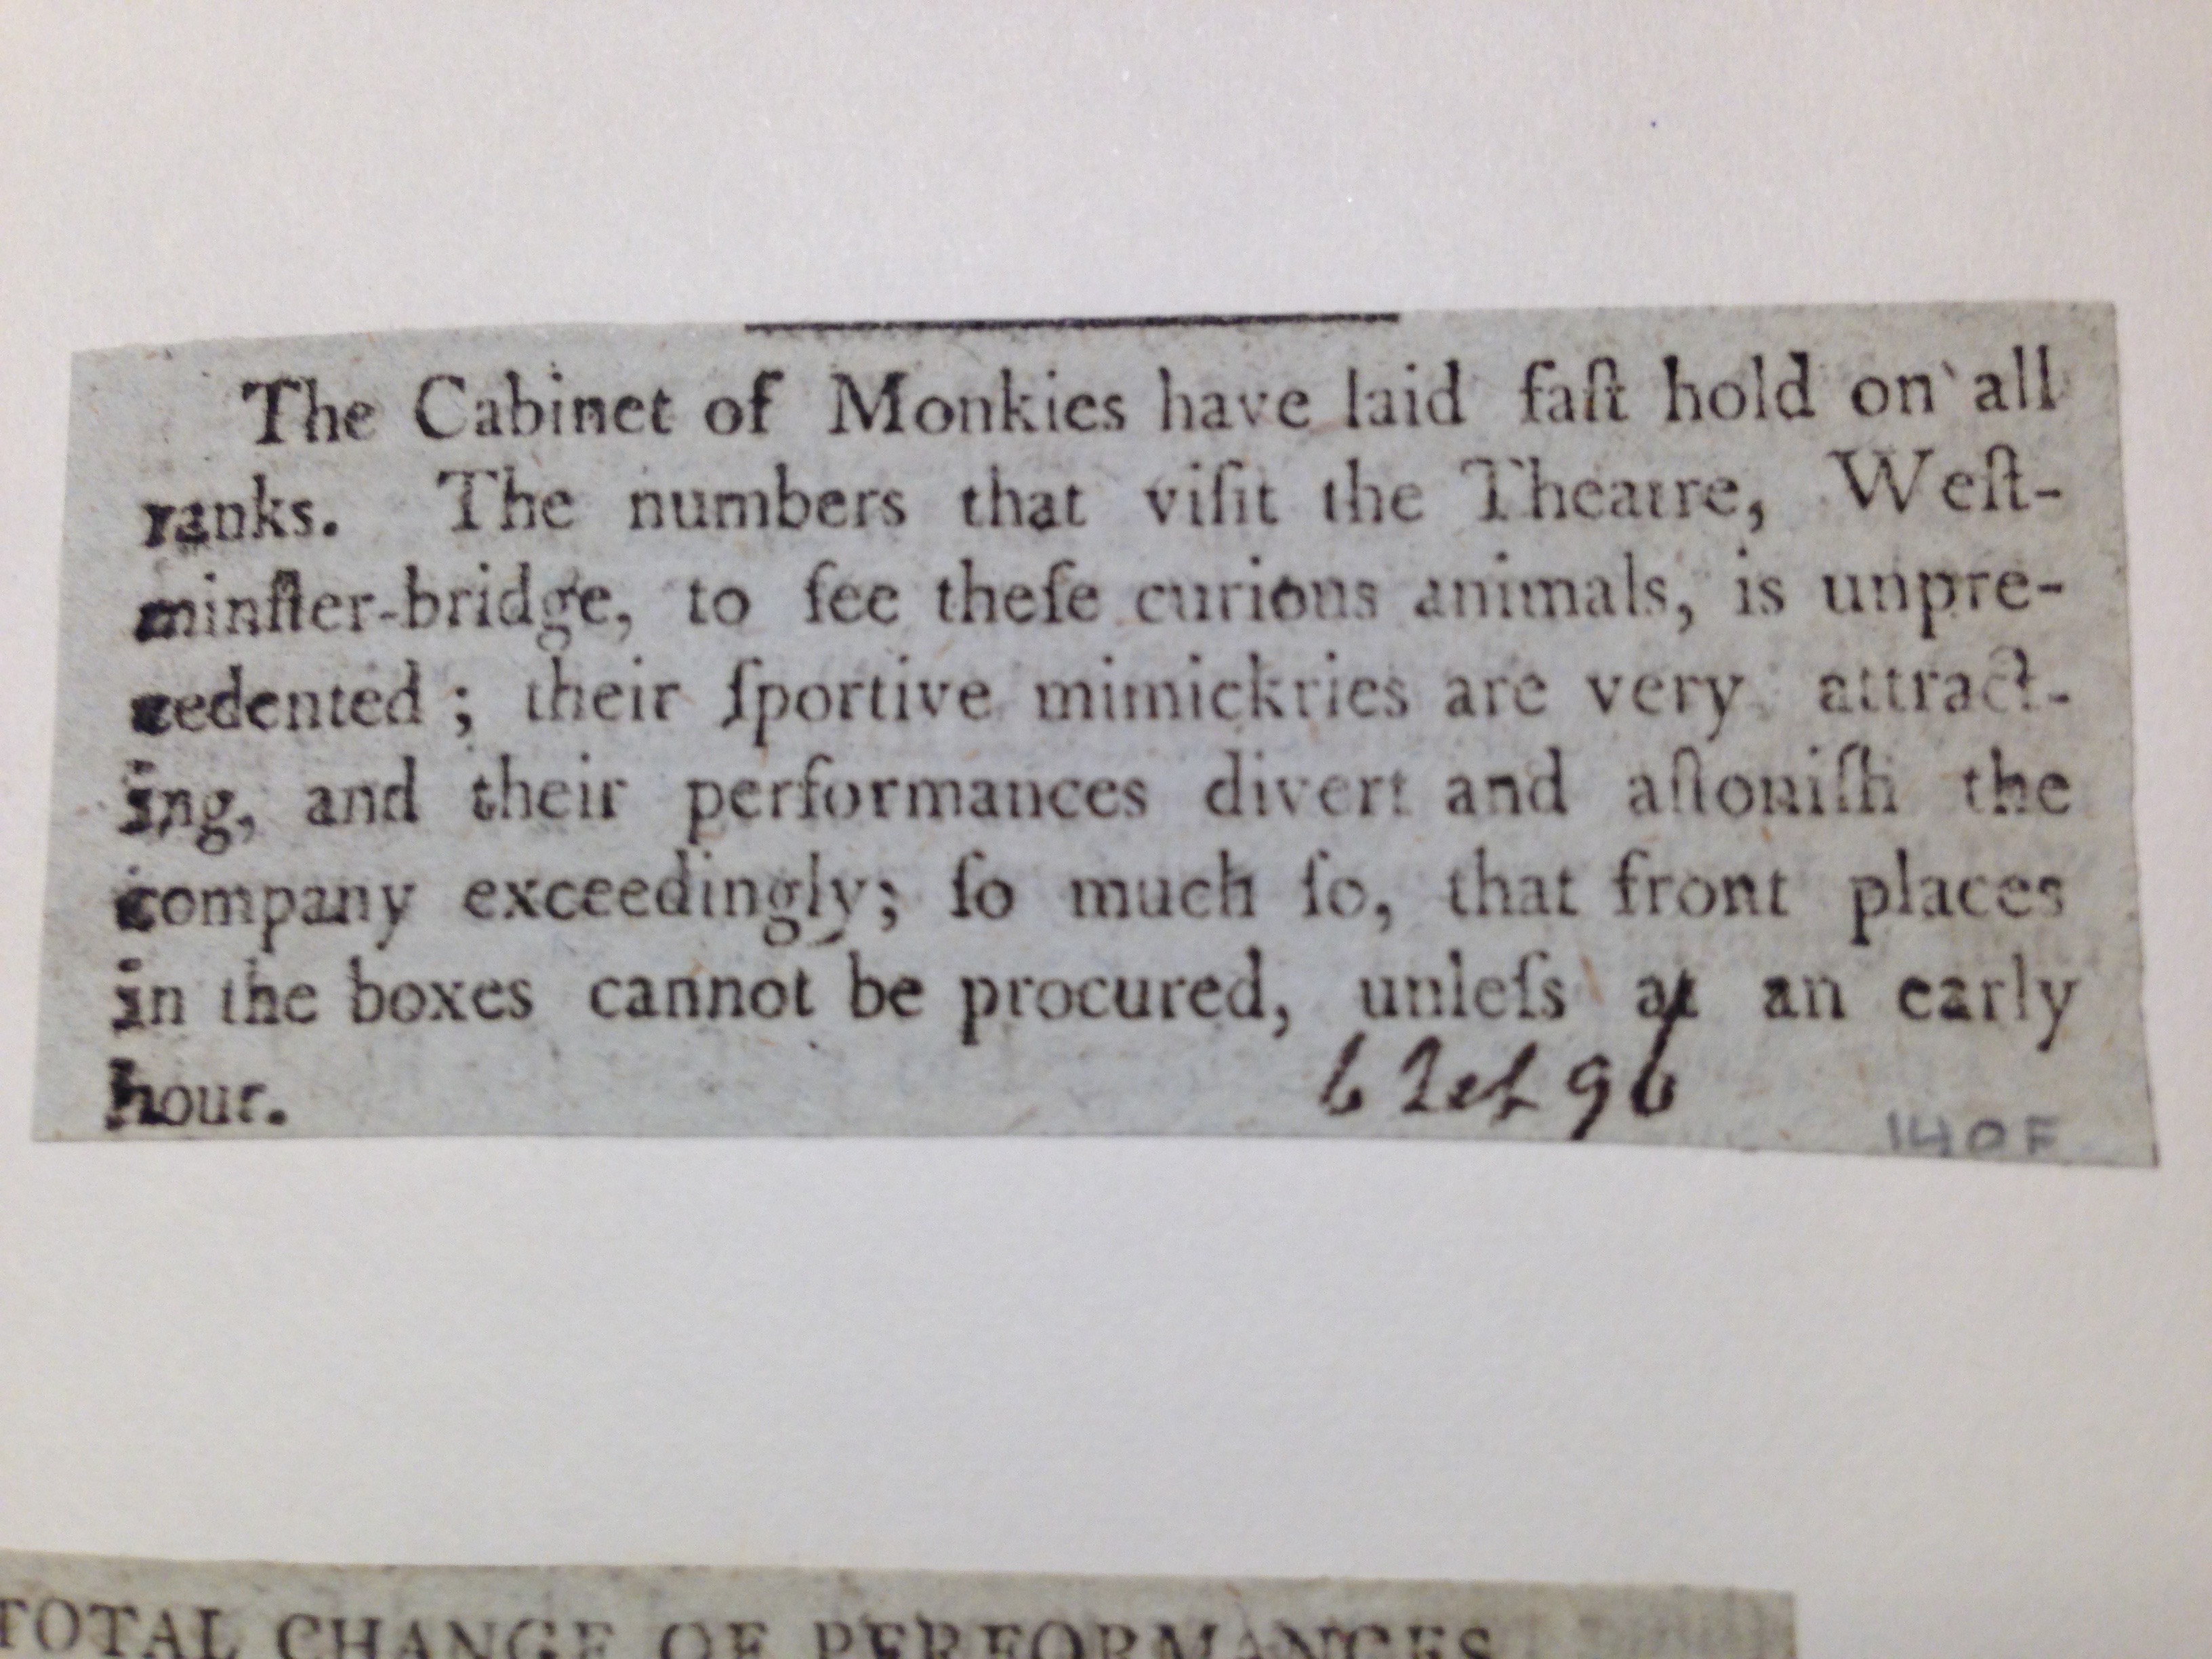 The Cabinet of Monkies have laid faſt hold on all
ranks. The numbers that viſit the Theatre, Weſt-
minſter-bridge, to ſee theſe curious animals, is unpre-
cedented ; their ſportive mimickries are very attract-
ing, and their performances divert and aſtoniſh the
company exceedingly; ſo much ſo, that front places
in the boxes cannot be procured, unleſs at an early
hour.
6 96
140F
TOTAL CHANGE OF PERFORMANCES